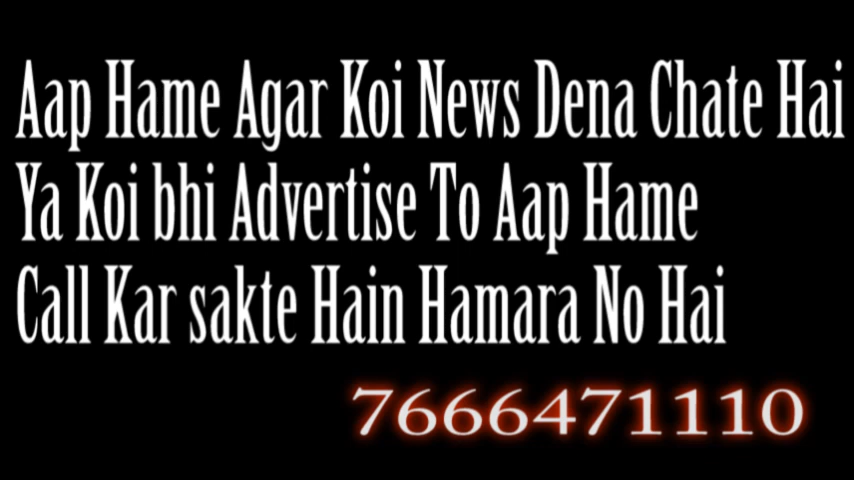 Aap Hame Agar Koi News Dena Chate Hai
Ya Koi bhi Advertise To Aap Hame
Call Kar sakte Hain Hamara No Hai
7666471110